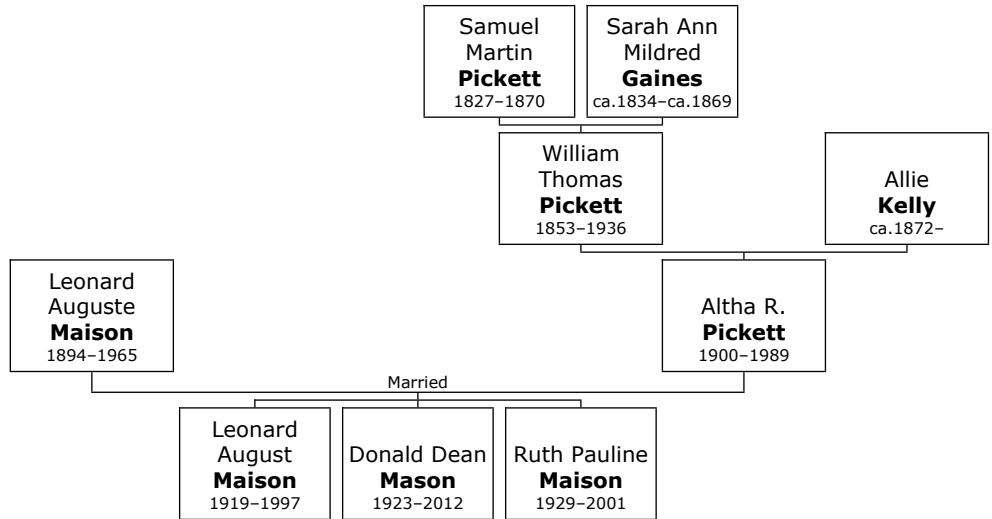 Samuel
Martin
Pickett
1827–1870
Sarah Ann
Mildred
Gaines
ca.1834–ca.1869
William
Thomas
Pickett
1853–1936
Allie
Kelly
ca.1872–
Leonard
Auguste
Maison
1894–1965
Altha R.
Pickett
1900–1989
Married
Leonard
August
Maison
1919–1997
Donald Dean
Mason
1923–2012
Ruth Pauline
Maison
1929–2001